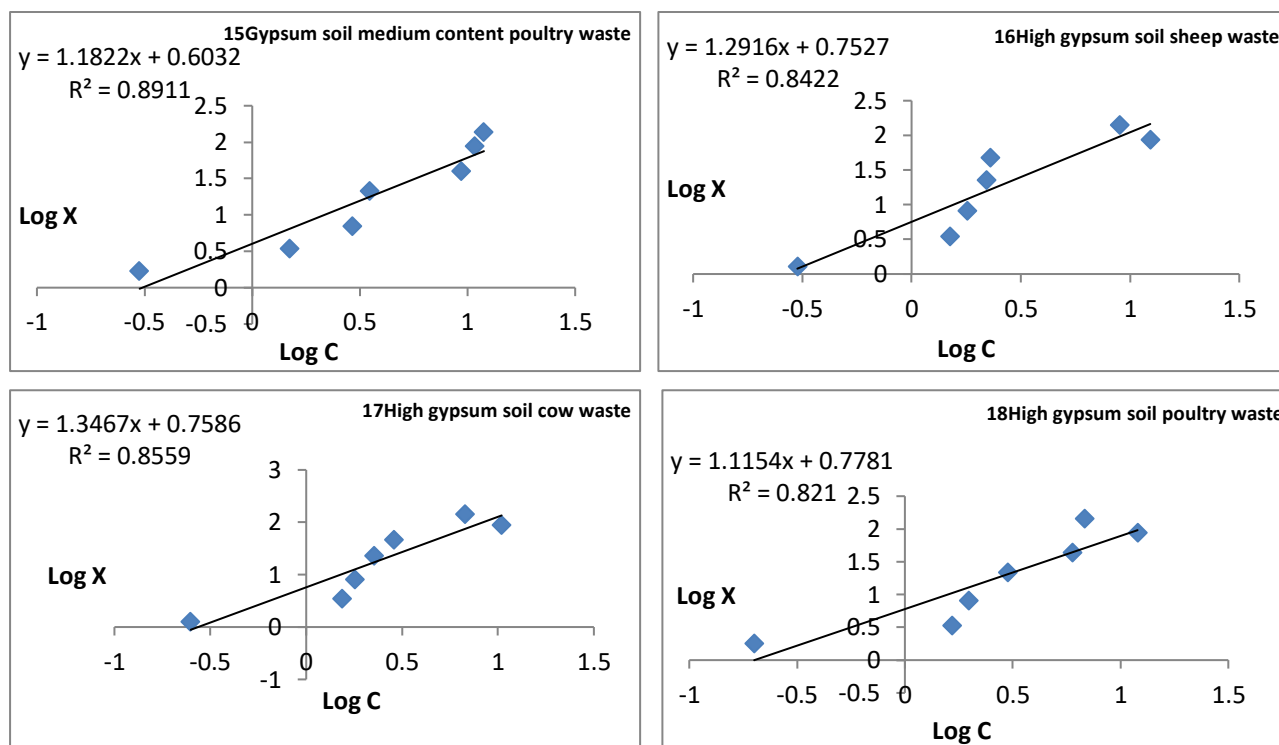 15Gypsum soil medium content poultry waste
y = 1.1822x + 0.6032
R² = 0.8911
2.5
2
1.5
1
0.5
0
-0.5
-1
-0.5
0
0.5
1
1.5
Log X
Log C
16High gypsum soil sheep waste
y = 1.2916x + 0.7527
R² = 0.8422
2.5
2
1.5
1
0.5
0
-1
-0.5
0
0.5
1
1.5
Log X
Log C
17High gypsum soil cow waste
y = 1.3467x + 0.7586
R² = 0.8559
3
2
1
0
-1
-1
-0.5
0
0.5
1
1.5
Log X
Log C
18High gypsum soil poultry waste
y = 1.1154x + 0.7781
R² = 0.821
2.5
2
1.5
1
0.5
0
-0.5
-1
-0.5
0
0.5
1
1.5
Log X
Log C